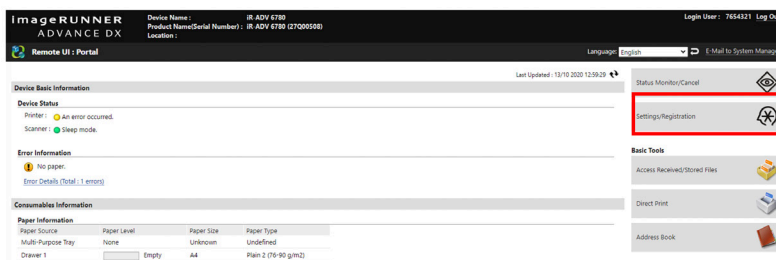 imageRUNNER
ADVANCE DX
Device Name : iR-ADV 6780
Product Name(Serial Number) : iR-ADV 6780 (27Q00508)
Location :
Login User : 7654321 Log Ou
Remote UI : Portal
Language: English E-Mail to System Manage
Last Updated : 13/10 2020 12:59:29
Device Basic Information
Device Status
Printer : An error occurred.
Scanner : Sleep mode.
Error Information
No paper.
Error Details (Total : 1 errors)
Consumables Information
Paper Information
Paper Source Paper Level Paper Size Paper Type
Multi-Purpose Tray None Unknown Undefined
Drawer 1 Empty A4 Plain 2 (76-90 g/m2)
Status Monitor/Cancel
Settings/Registration
Basic Tools
Access Received/Stored Files
Direct Print
Address Book